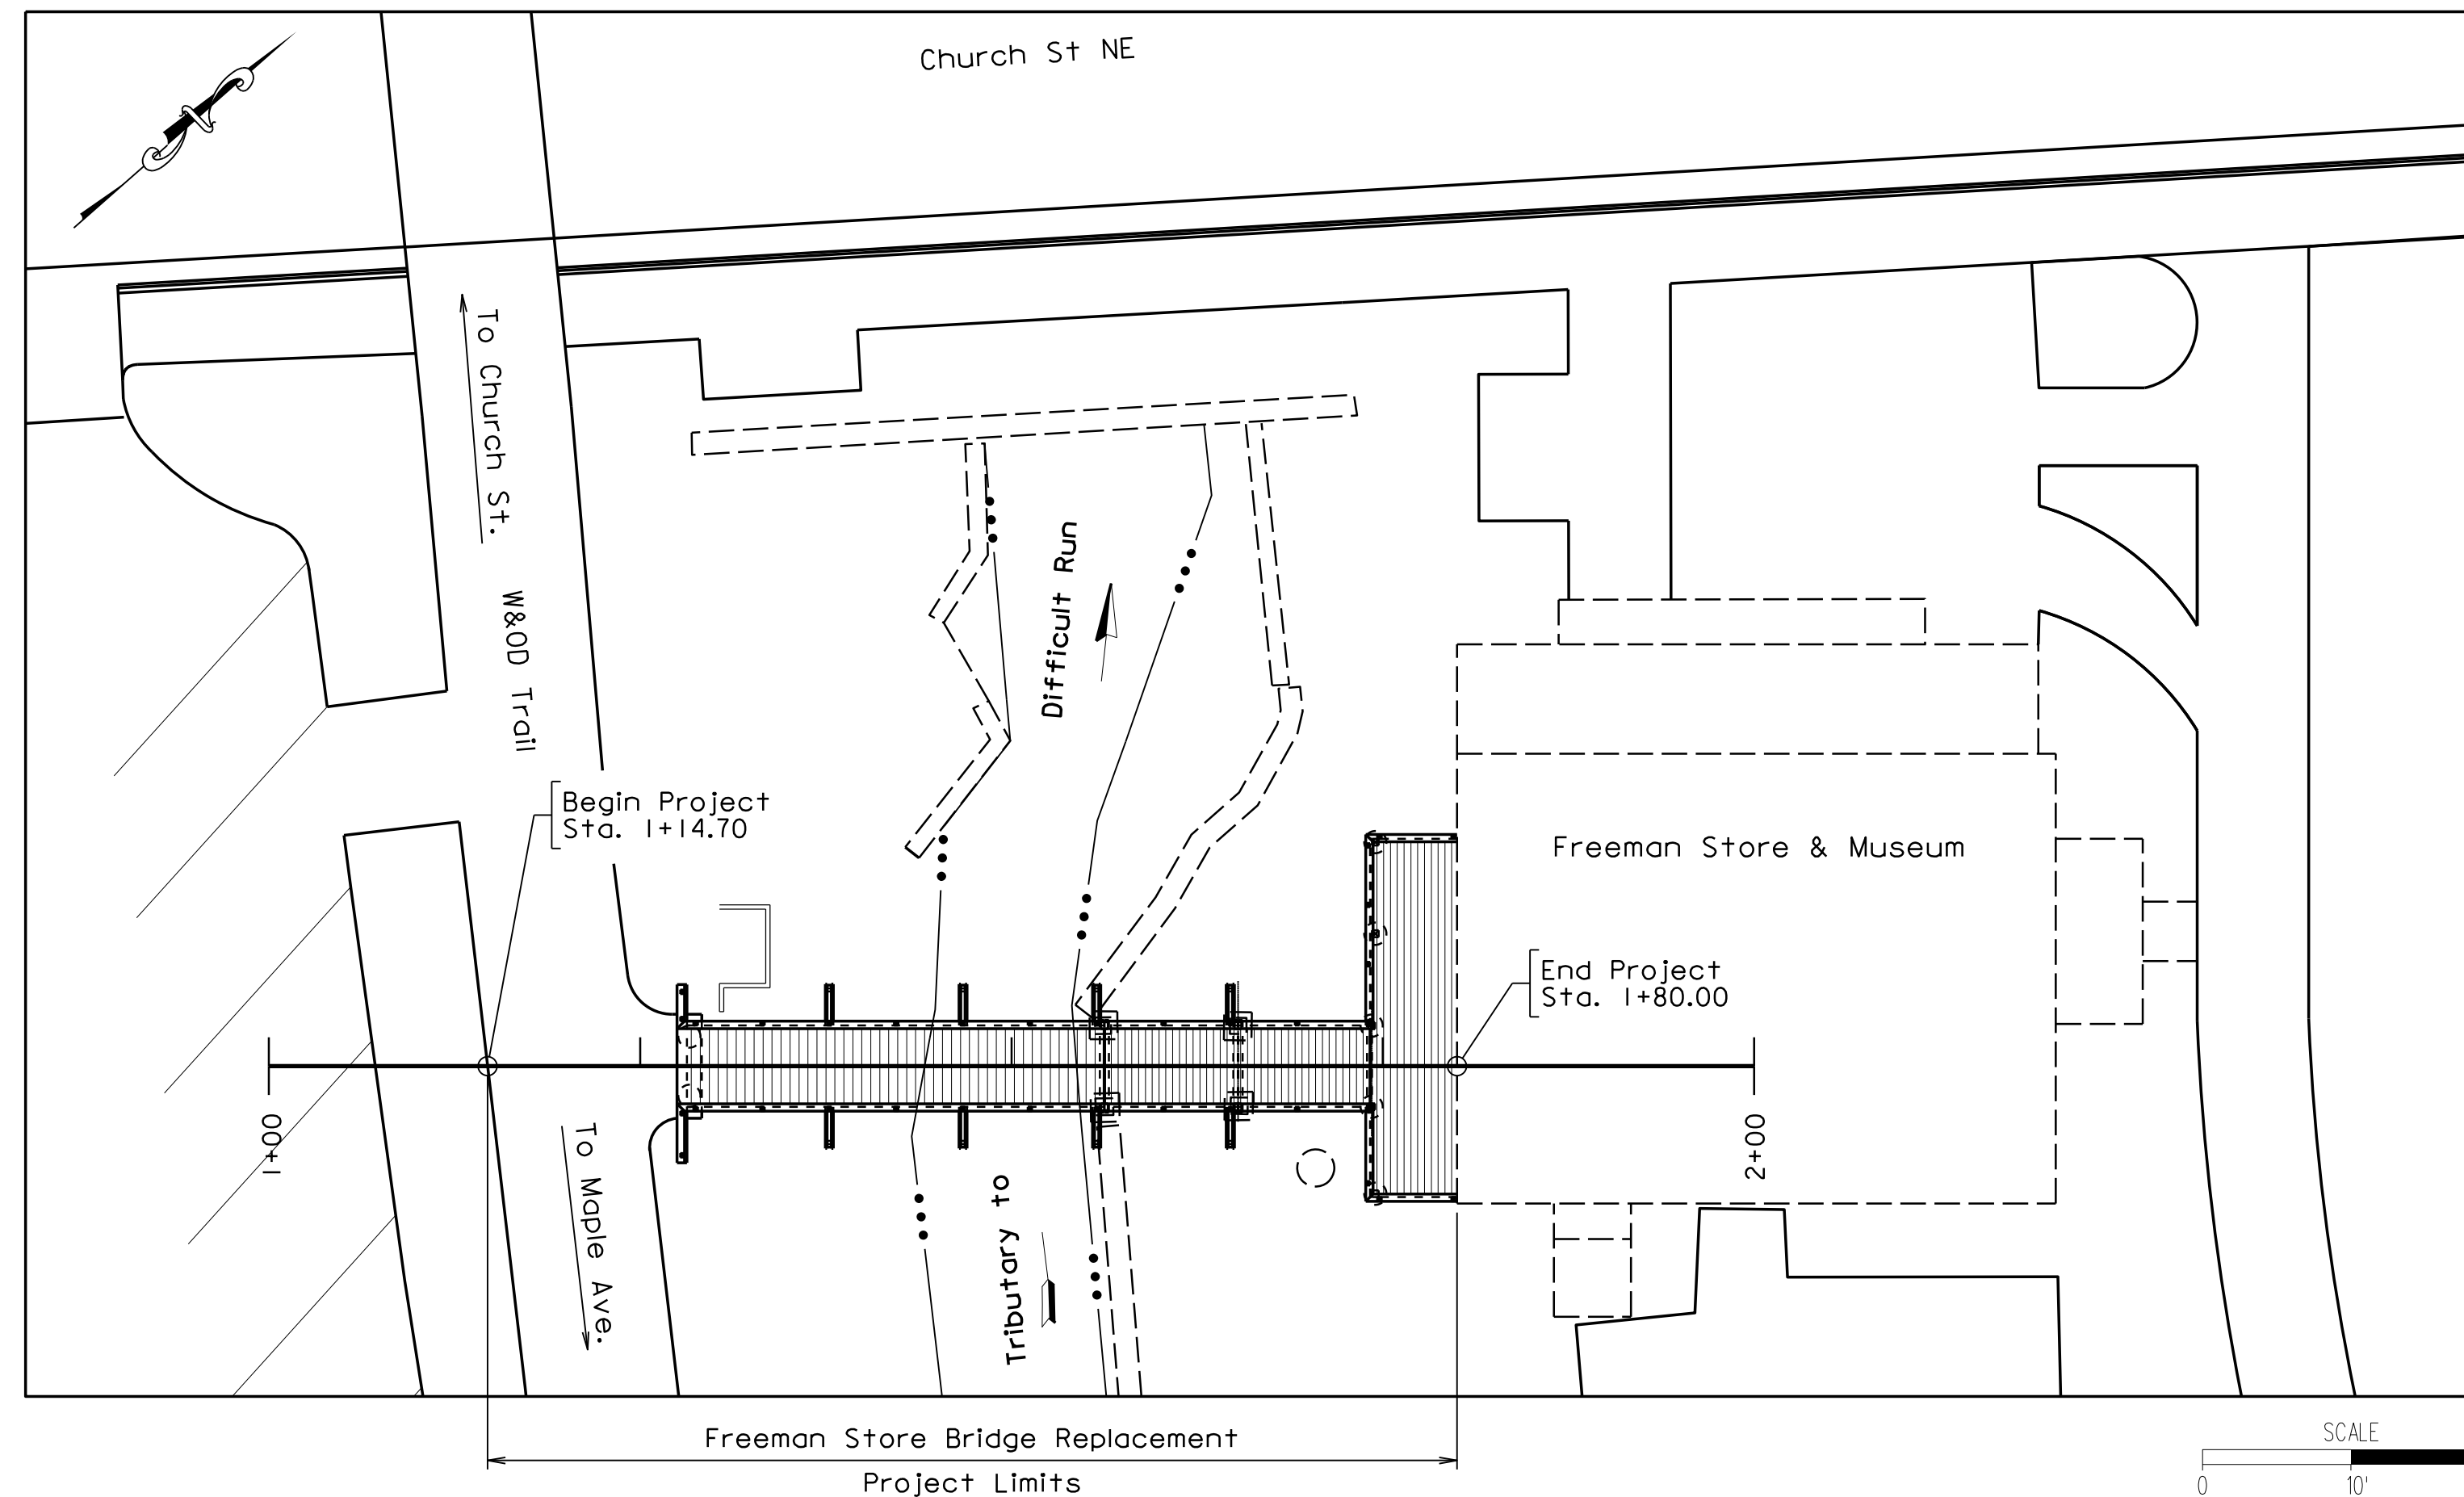 Church St NE
To Church St.
W&OD Trail
Difficult Run
Begin Project
Sta. 1+14.70
Freeman Store & Museum
End Project
Sta. 1+80.00
1+00
2+00
To Maple Ave.
Tributary to
Freeman Store Bridge Replacement
Project Limits
SCALE
0 10'